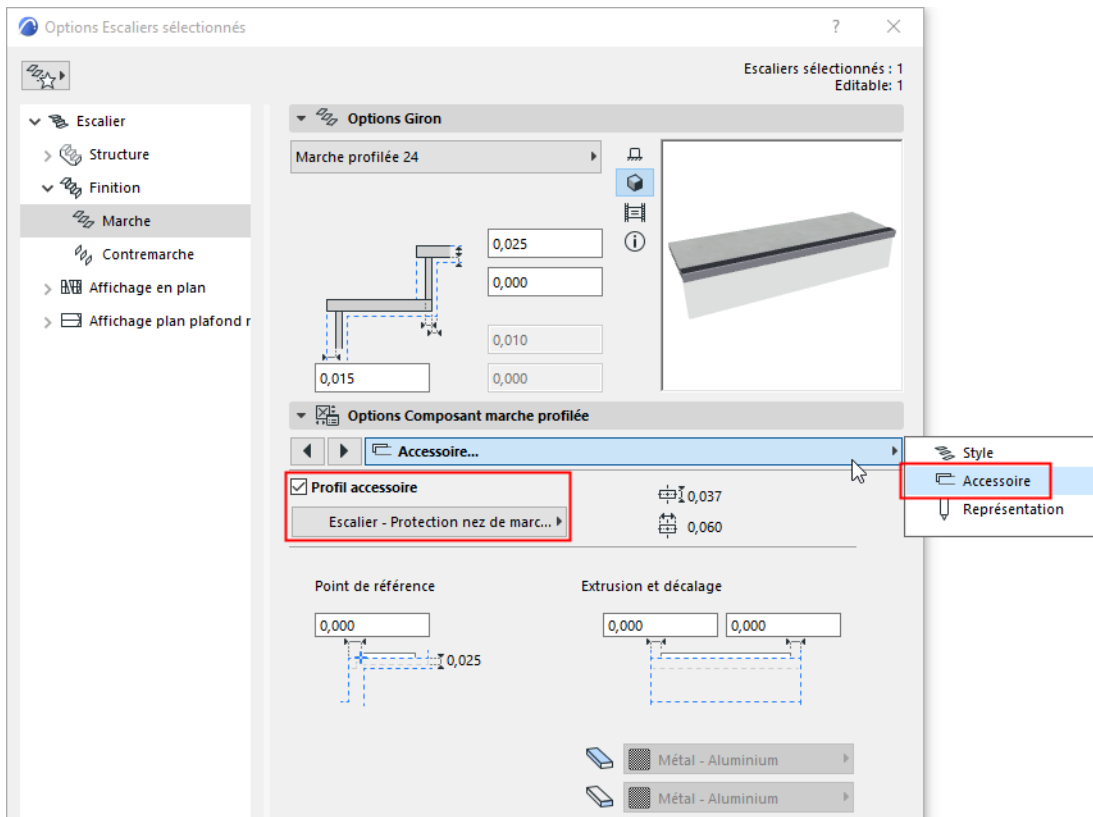 Options Escaliers sélectionnés
?
Escaliers sélectionnés : 1
Editable: 1
Escalier
Structure
Finition
Marche
Contremarche
Affichage en plan
Affichage plan plafond r
Options Giron
Marche profilée 24
0,025
0,000
0,010
0,015
0,000
Options Composant marche profilée
Accessoire...
Style
Accessoire
Représentation
Profil accessoire
Escalier - Protection nez de marc...
0,037
0,060
Point de référence
Extrusion et décalage
0,000
0,000
0,000
0,025
Métal - Aluminium
Métal - Aluminium